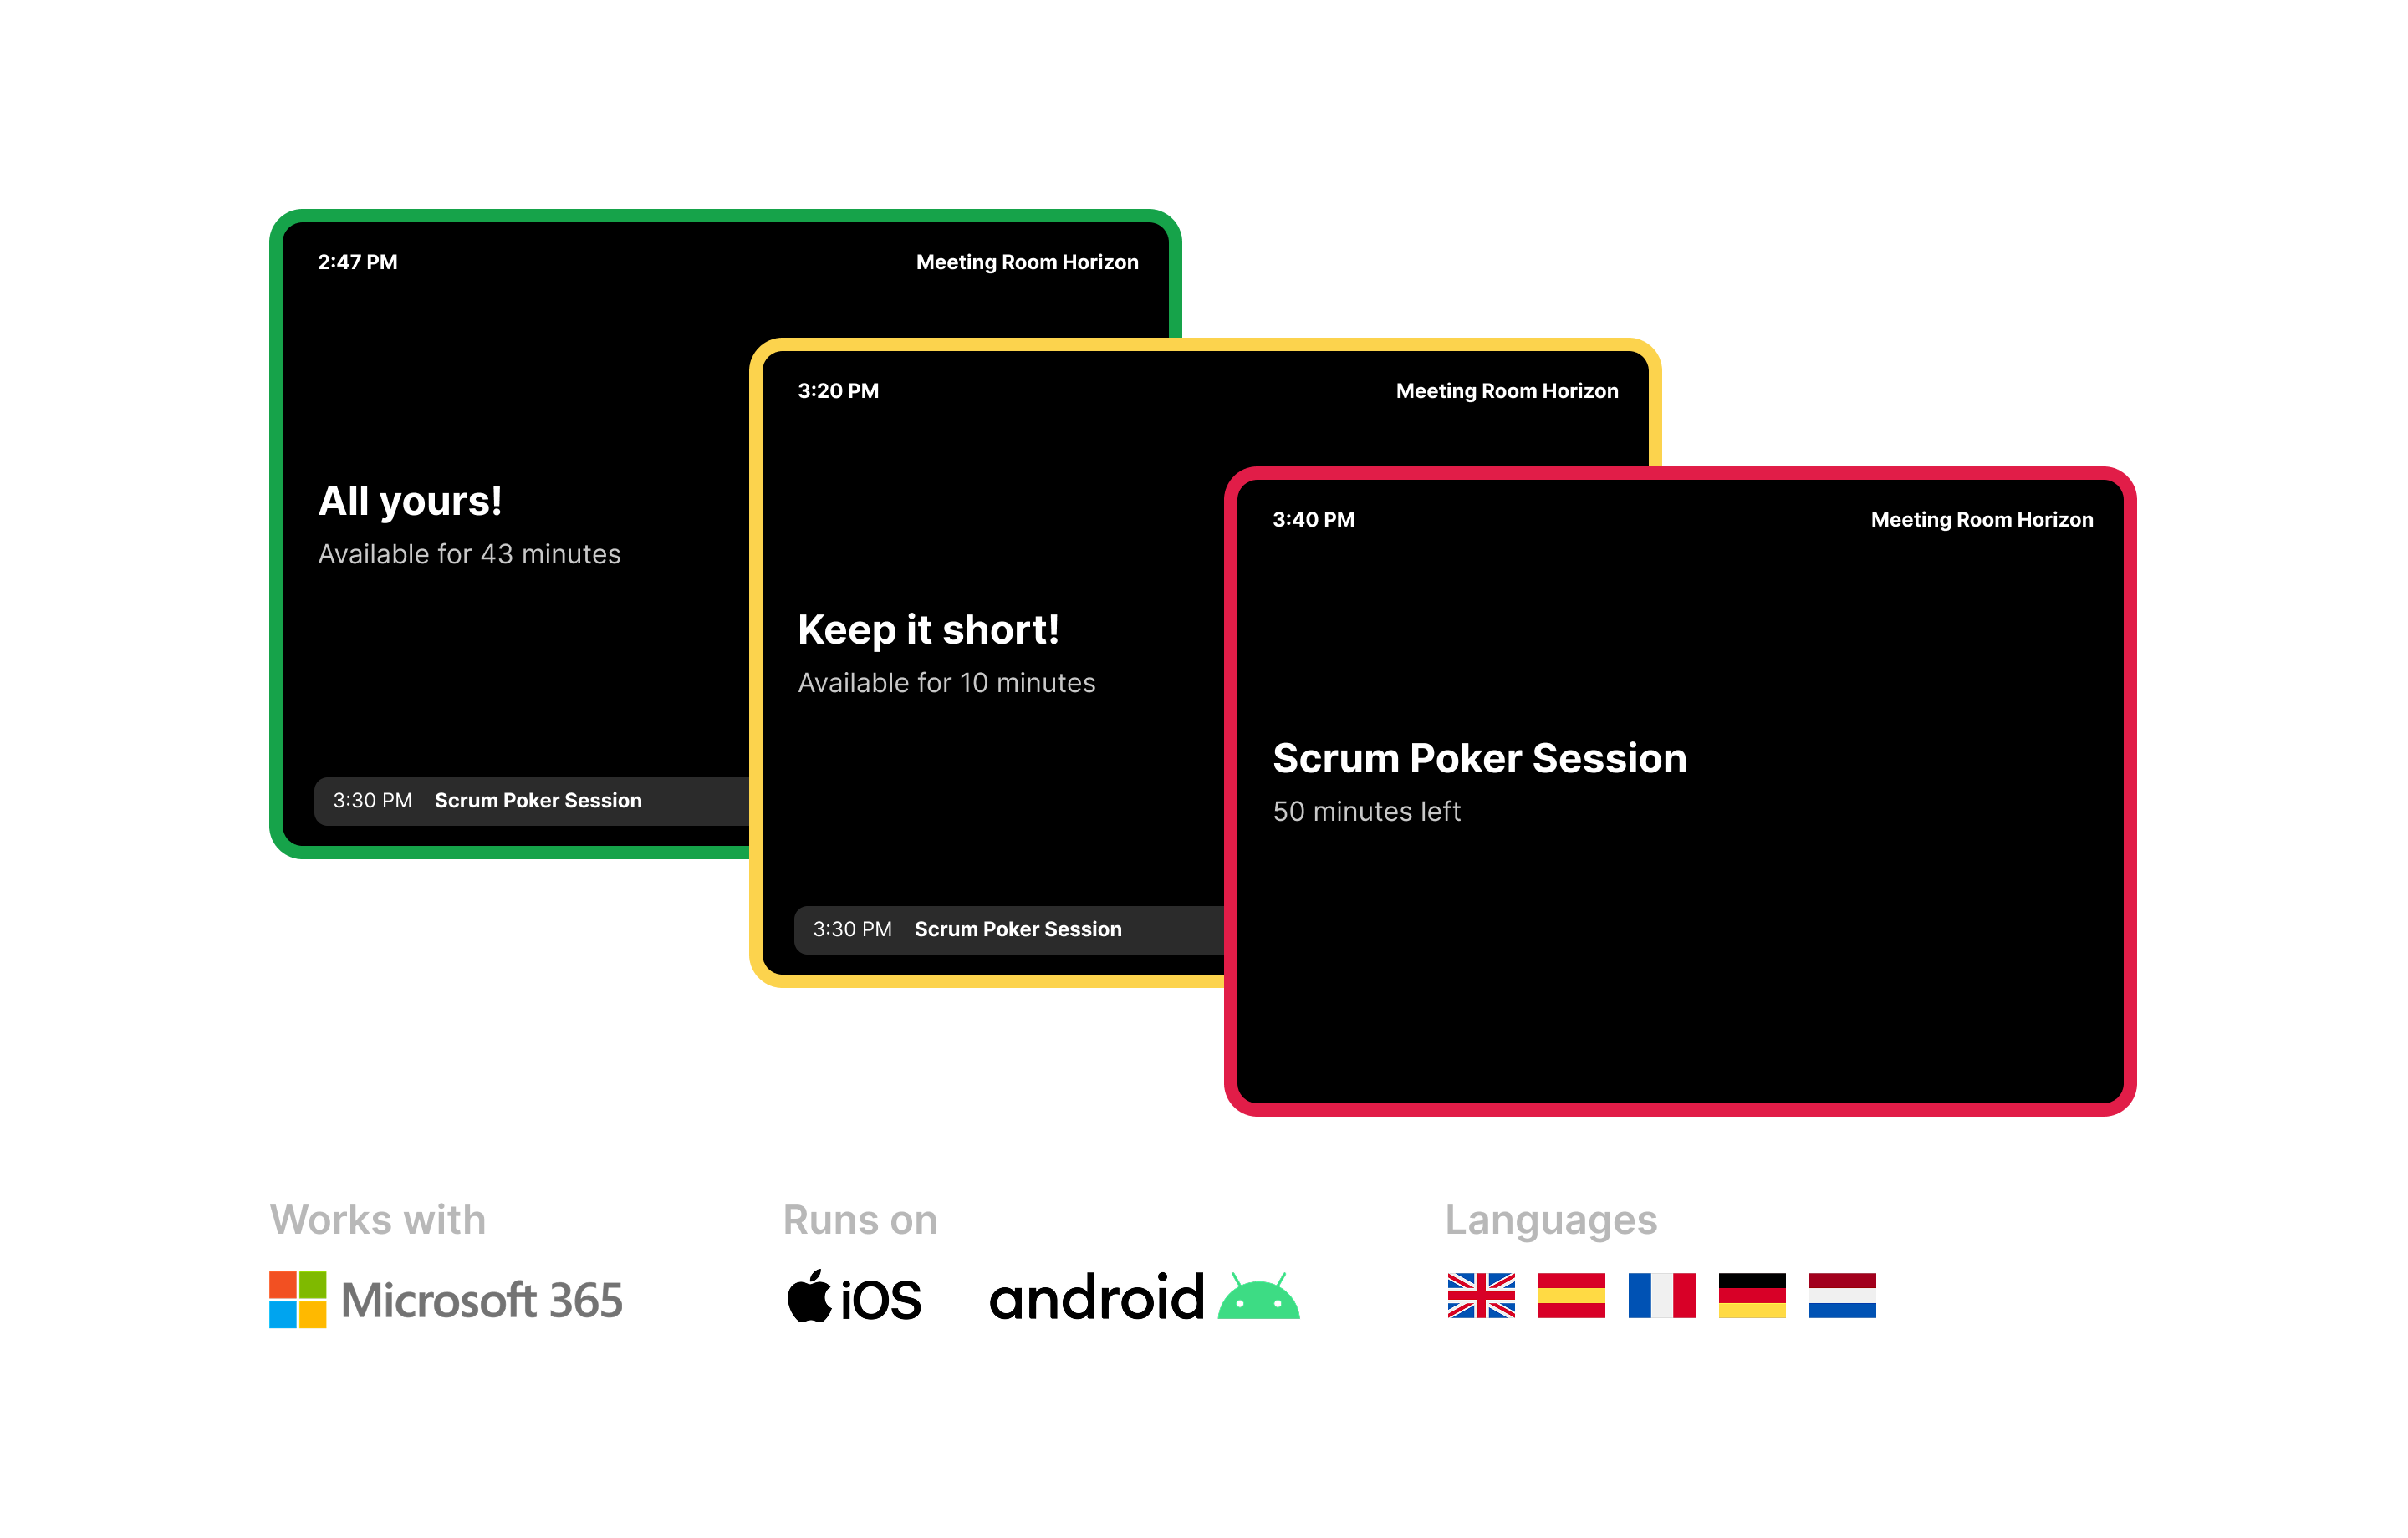 2:47 PM Meeting Room Horizon
All yours!
Available for 43 minutes
3:30 PM Scrum Poker Session
3:20 PM Meeting Room Horizon
Keep it short!
Available for 10 minutes
3:30 PM Scrum Poker Session
3:40 PM Meeting Room Horizon
Scrum Poker Session
50 minutes left
Works with
Microsoft 365
Runs on
iOS android
Languages